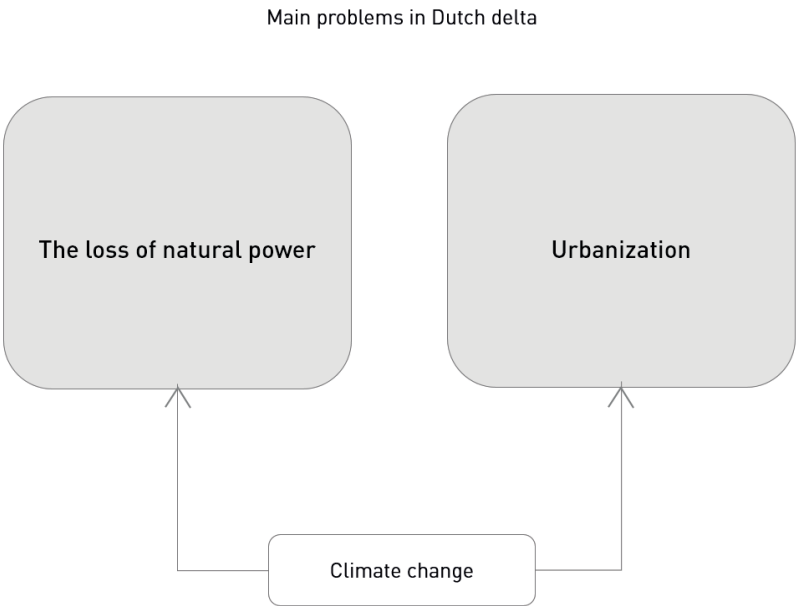 Main problems in Dutch delta
The loss of natural power
Urbanization
Climate change